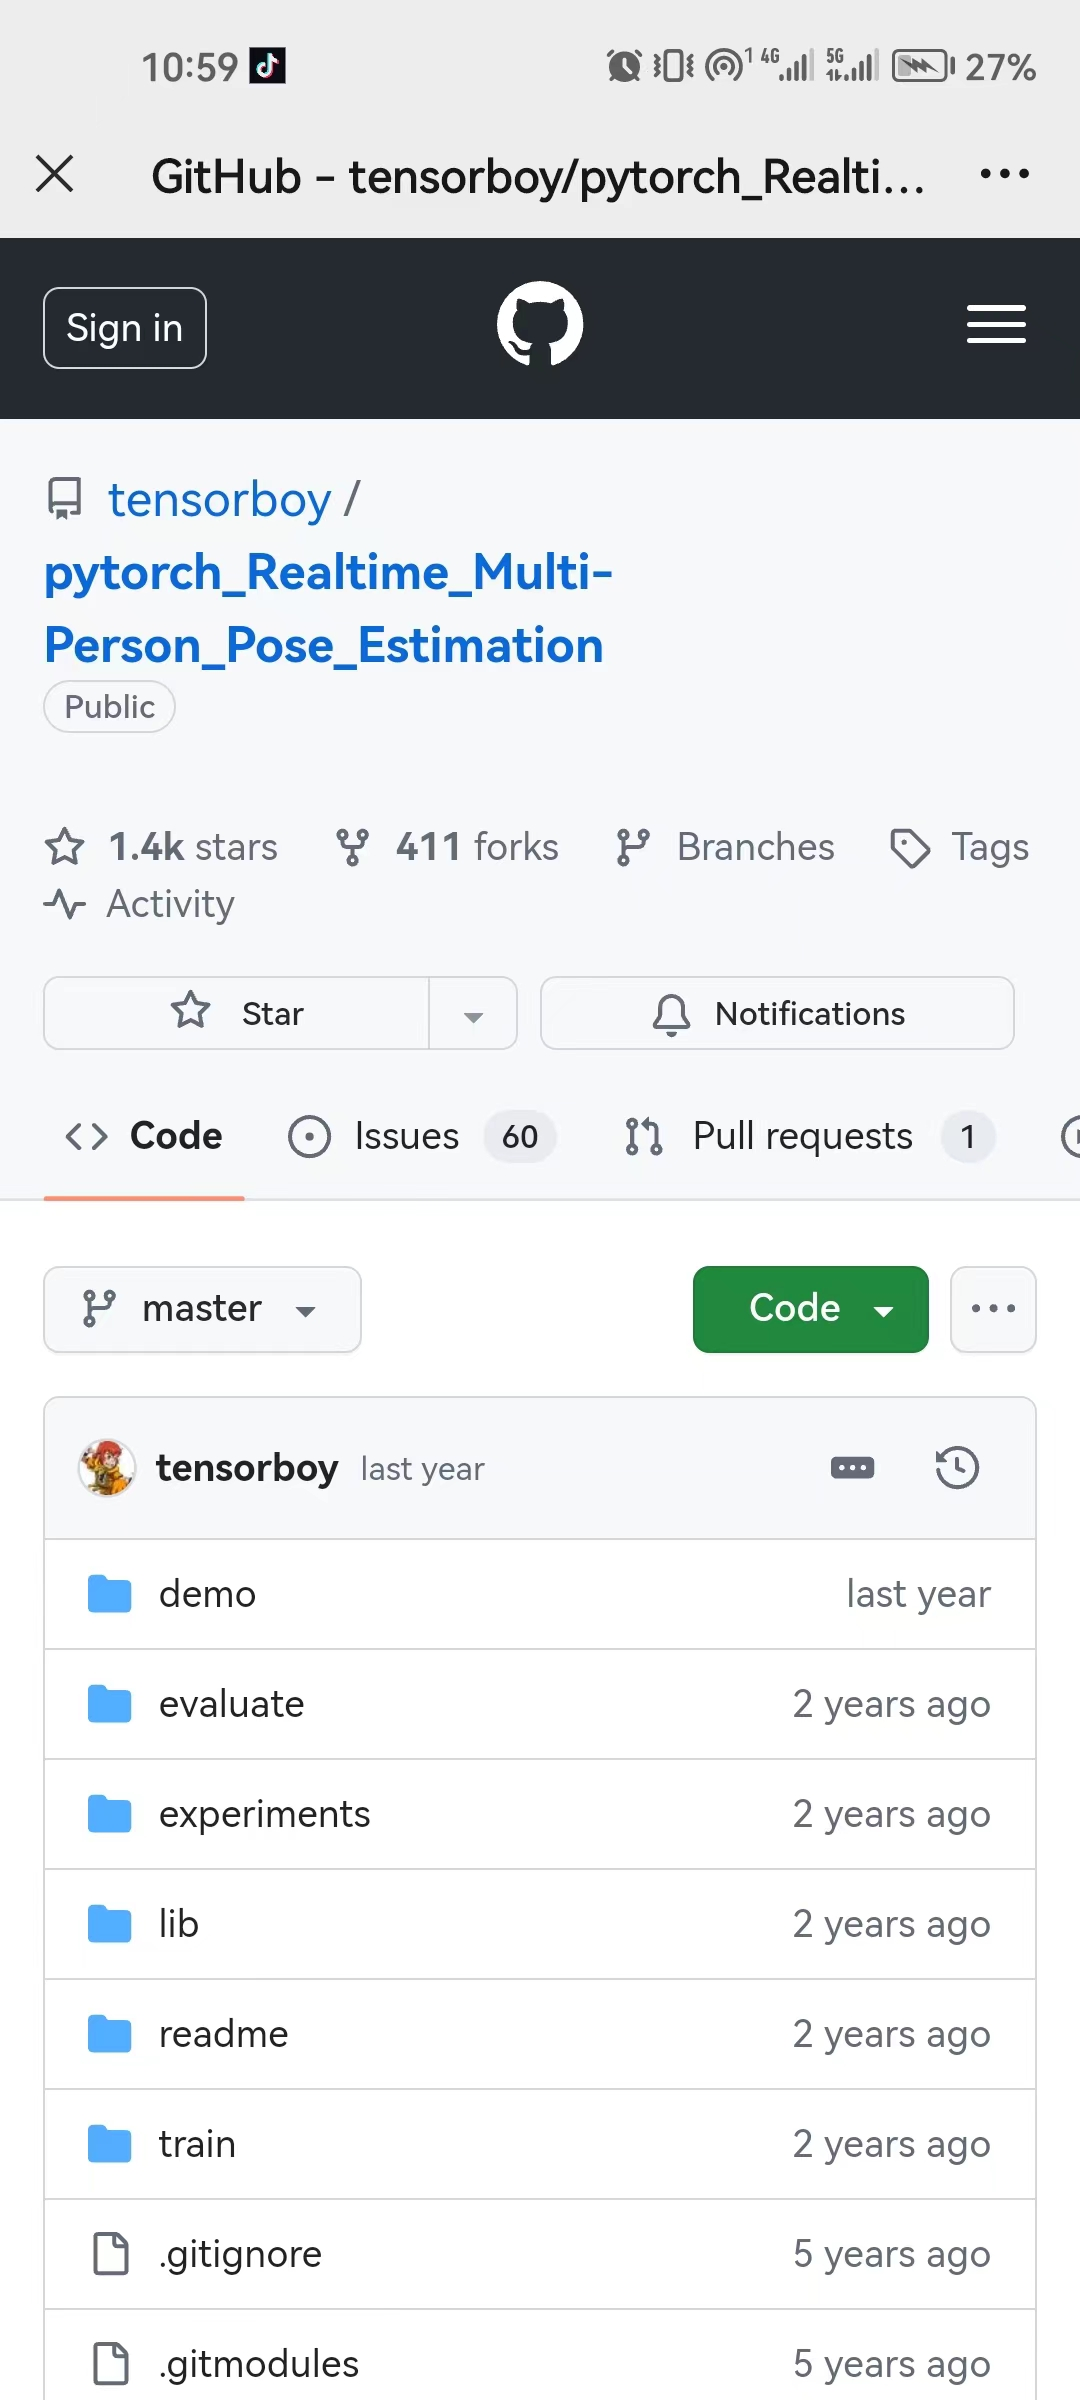 10:59 1 4G 5G 27%
GitHub - tensorboy/pytorch_Realti...
Sign in
tensorboy /
pytorch_Realtime_Multi-
Person_Pose_Estimation
Public
1.4k stars 411 forks Branches Tags
Activity
Star Notifications
Code Issues 60 Pull requests 1
master Code
tensorboy last year
demo last year
evaluate 2 years ago
experiments 2 years ago
lib 2 years ago
readme 2 years ago
train 2 years ago
.gitignore 5 years ago
.gitmodules 5 years ago